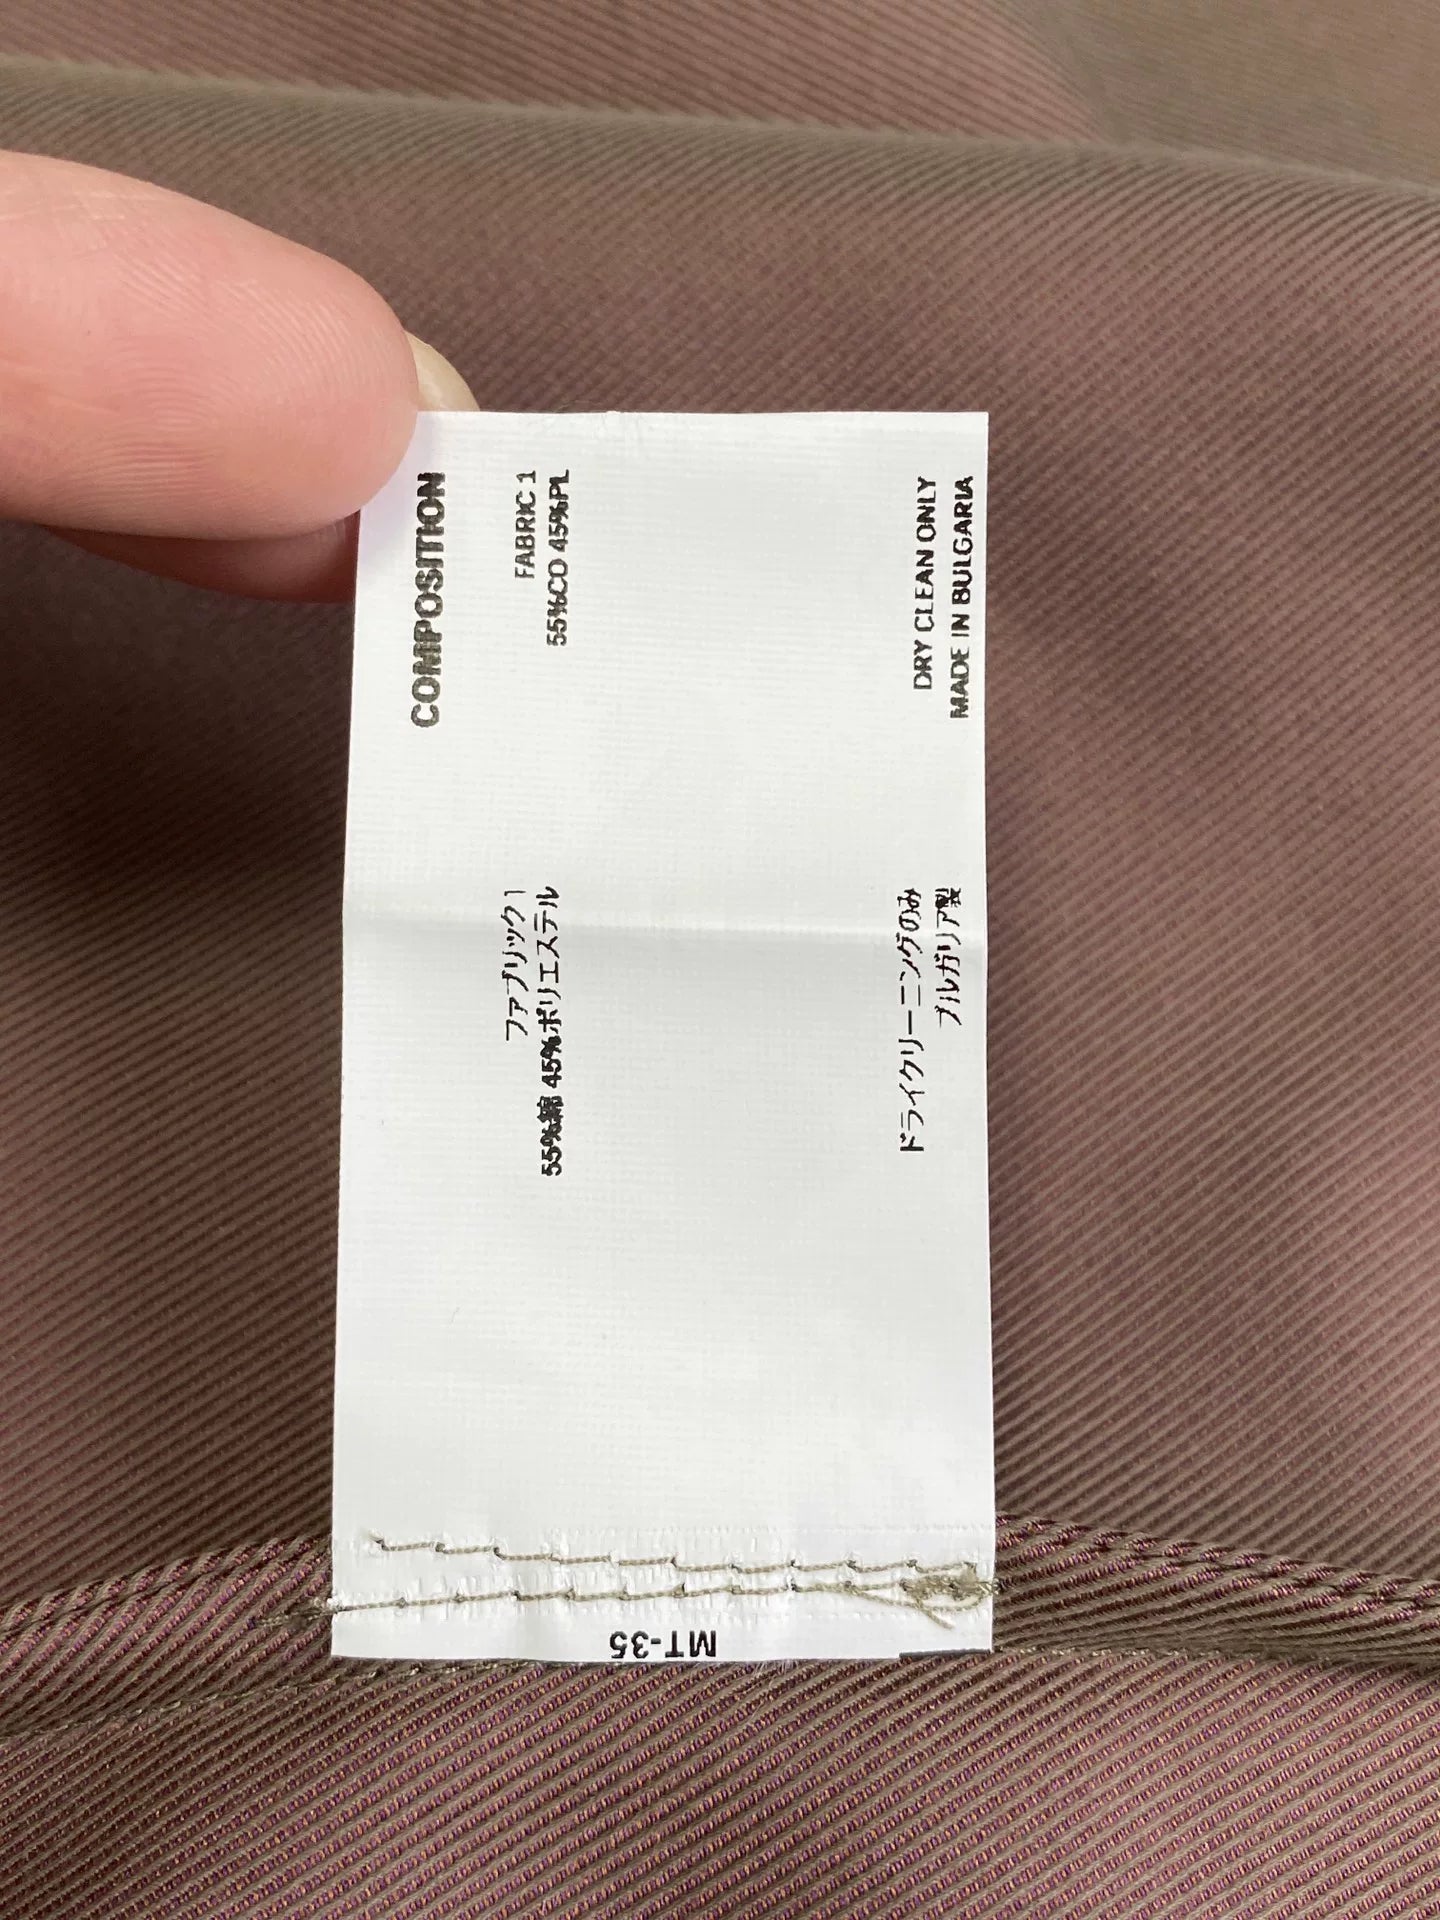 COMPOSITION
FABRIC 1
55%CO 45%PL
DRY CLEAN ONLY
MADE IN BULGARIA
ファブリック 1
55%綿 45%ポリエステル
ドライクリーニングのみ
ブルガリア製
MT-35